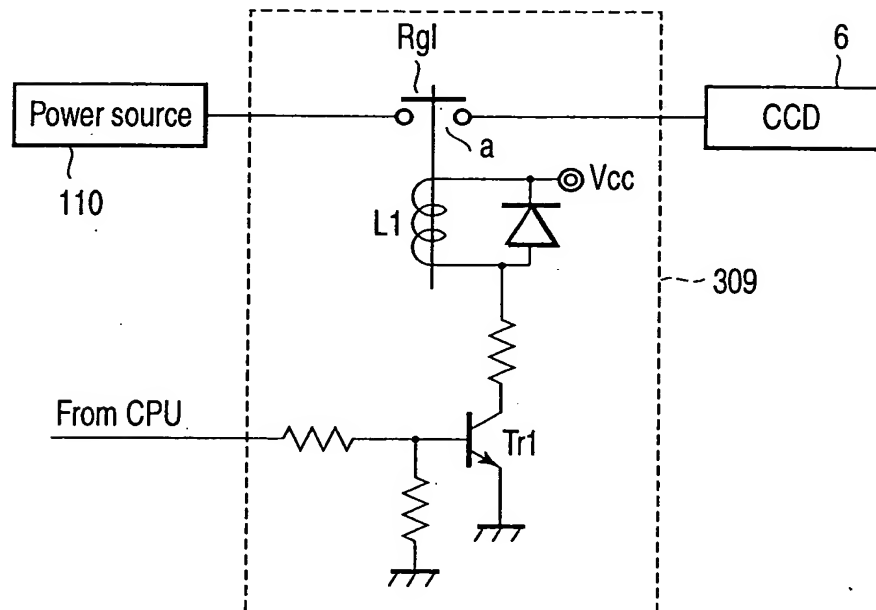 Rgl
6
Power source
CCD
a
110
Vcc
L1
309
From CPU
Tr1